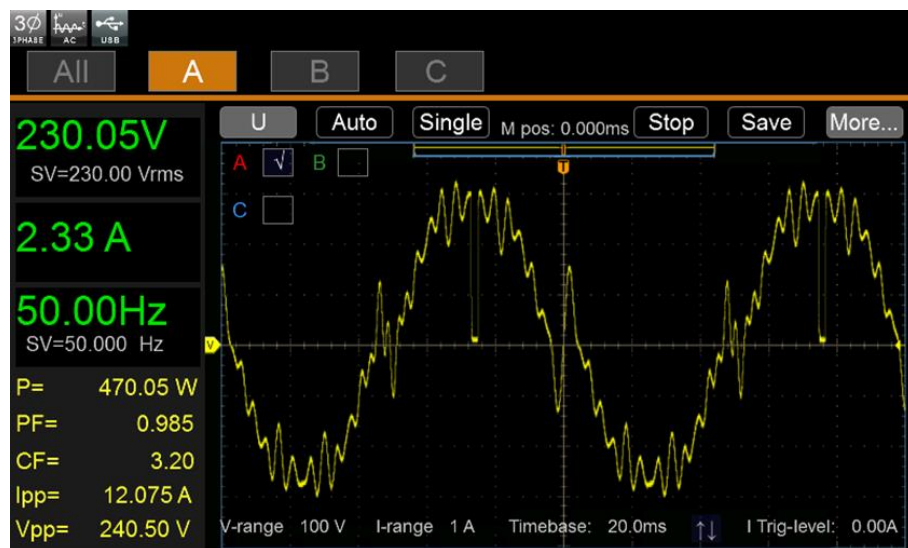 3Ø
3PHASE AC USB
All A B C
230.05V
SV=230.00 Vrms
2.33 A
50.00Hz
SV=50.000 Hz
P= 470.05 W
PF= 0.985
CF= 3.20
Ipp= 12.075 A
Vpp= 240.50 V
U Auto Single M pos: 0.000ms Stop Save More...
A √ B
C
T
V
V-range 100 V I-range 1 A Timebase: 20.0ms ↑↓ I Trig-level: 0.00A